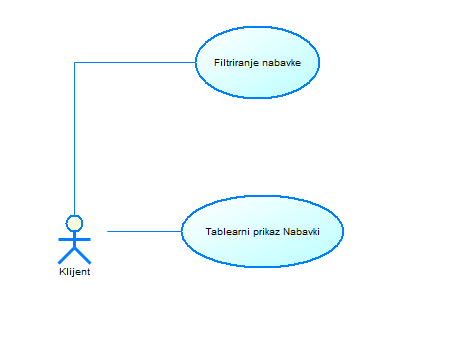 Filtriranje nabavke
Tablearni prikaz Nabavki
Klijent